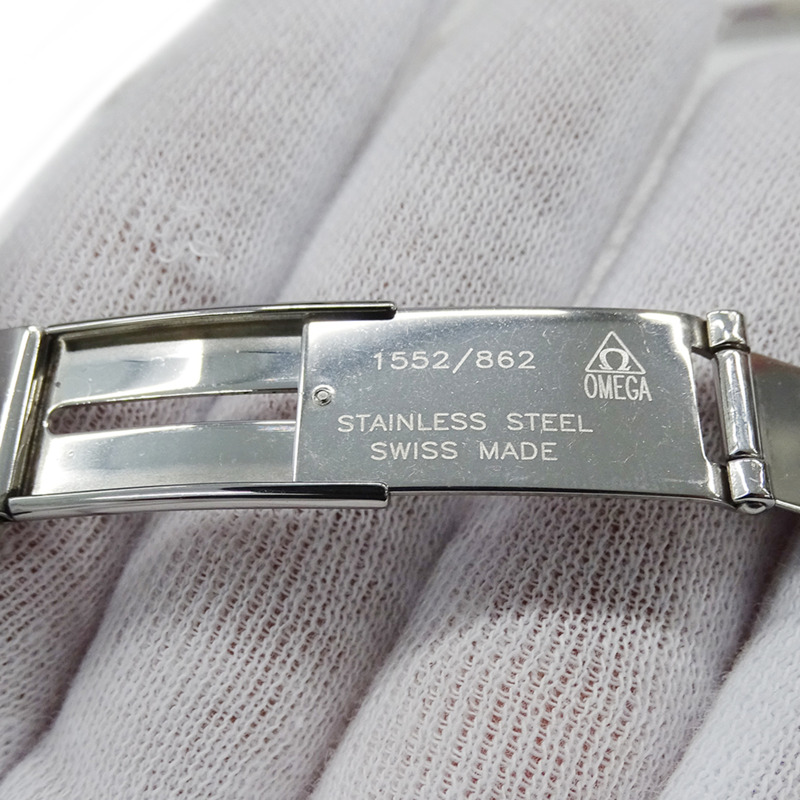 1552/862
Ω
OMEGA
STAINLESS STEEL
SWISS MADE